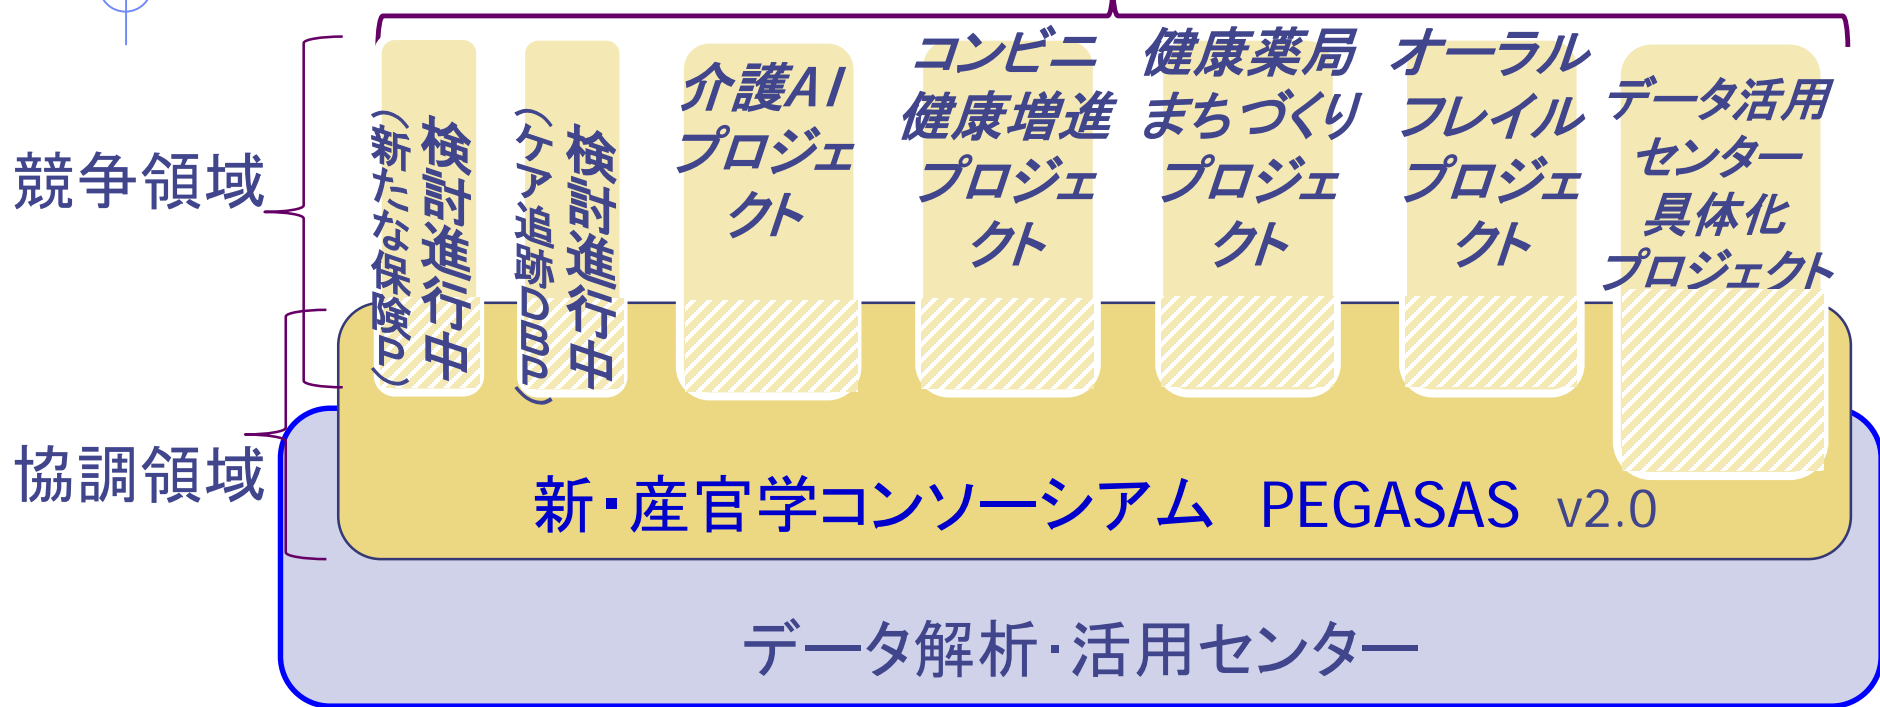 競争領域
協調領域
検討進行中
(新たな保険P)
検討進行中
(ケア追跡DBP)
介護AI
プロジェ
クト
コンビニ
健康増進
プロジェ
クト
健康薬局
まちづくり
プロジェ
クト
オーラル
フレイル
プロジェ
クト
データ活用
センター
具体化
プロジェクト
新・産官学コンソーシアム PEGASAS v2.0
データ解析・活用センター